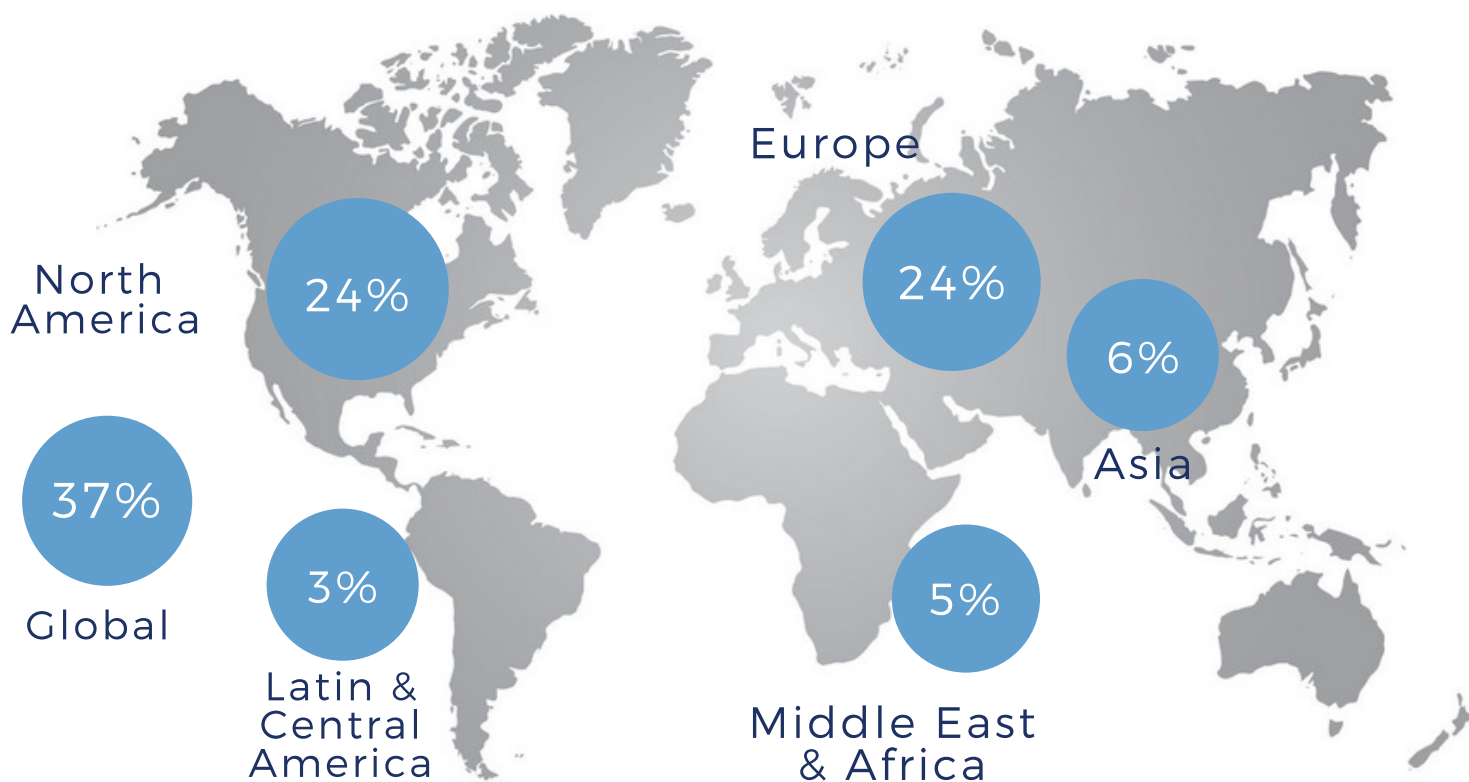 Europe
24%
North
America
24%
6%
Asia
37%
Global
3%
Latin &
Central
America
5%
Middle East
& Africa